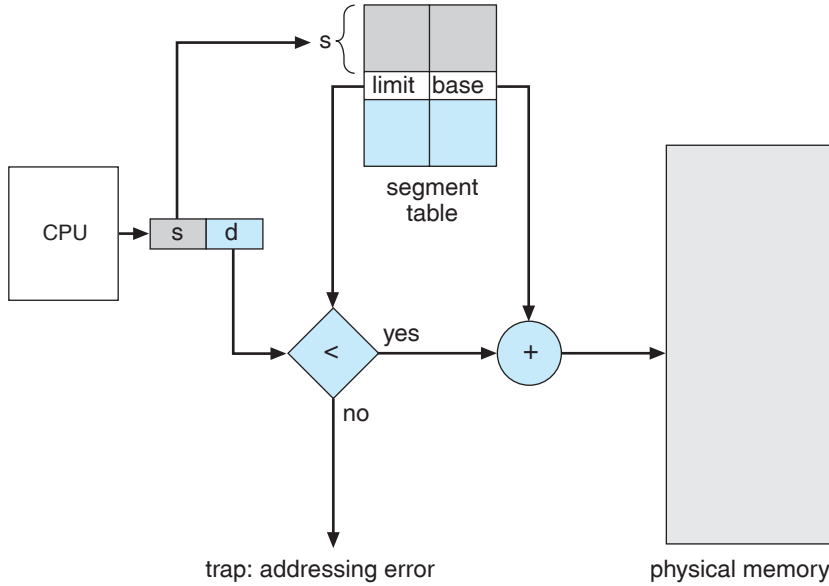 s
limit base
segment
table
CPU
s d
<
yes
+
no
trap: addressing error
physical memory